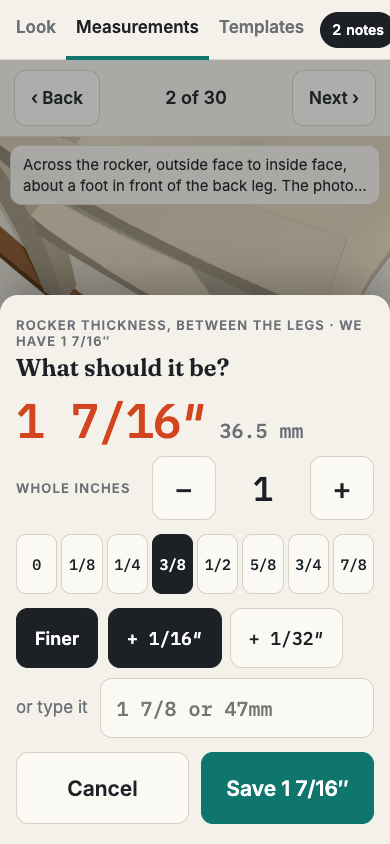 Look Measurements Templates 2 notes
‹ Back 2 of 30 Next ›
Across the rocker, outside face to inside face,
about a foot in front of the back leg. The photo...
ROCKER THICKNESS, BETWEEN THE LEGS · WE
HAVE 1 7/16″
What should it be?
1 7/16″ 36.5 mm
WHOLE INCHES − 1 +
0 1/8 1/4 3/8 1/2 5/8 3/4 7/8
Finer + 1/16″ + 1/32″
or type it 1 7/8 or 47mm
Cancel Save 1 7/16″